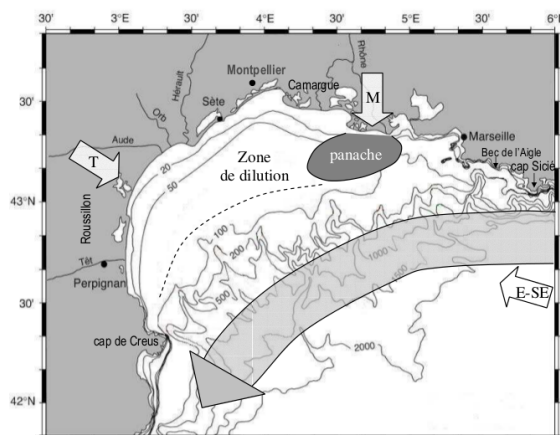 3°30' 4°E 30' 5°E 30' 6°
Rhône
Montpellier
Hérault
Camargue
M
30'
Sète
Orb
Marseille
Aude
Bec de l'Aigle
T
20
Zone
de dilution
panache
cap Sicié
50
43°N
Roussillon
100
200
1000
500
Têt
Perpignan
E-SE
30'
500
cap de Creus
2000
42°N